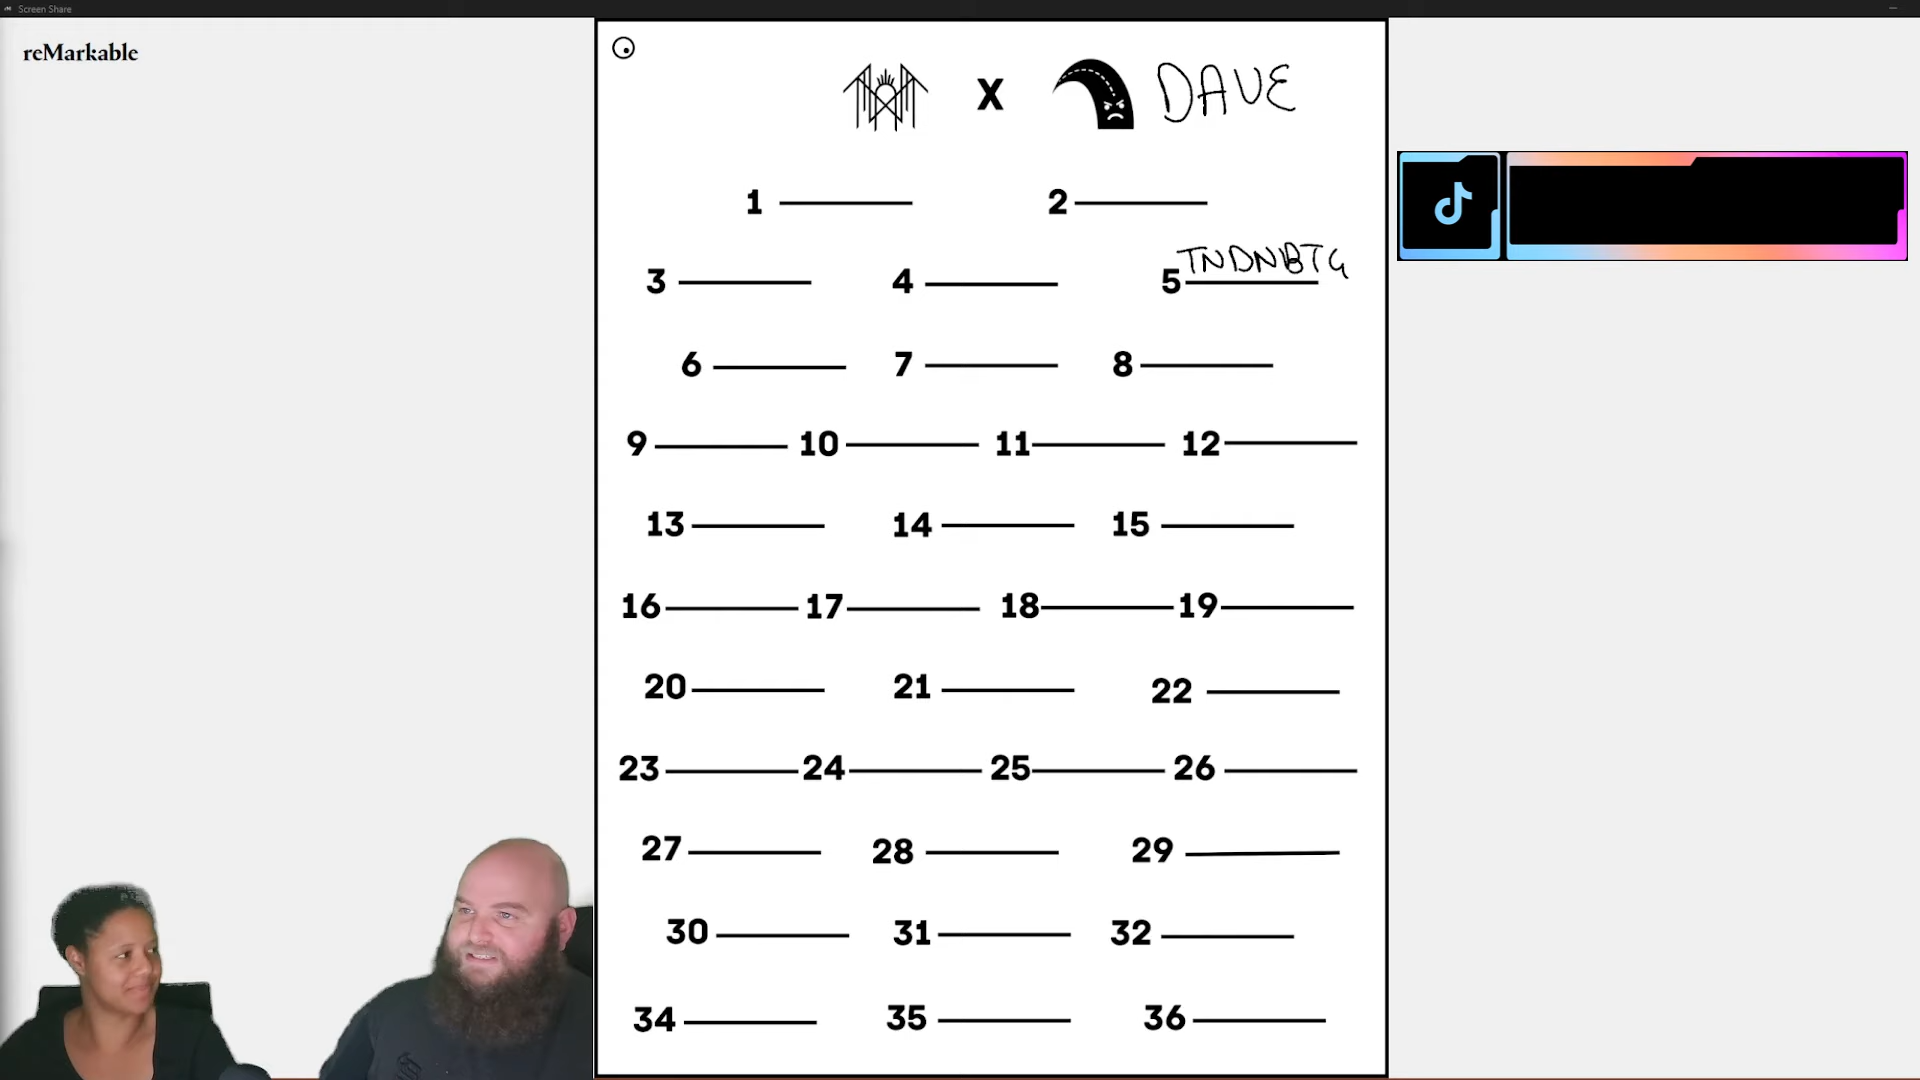 Screen Share
reMarkable
X DAVE
1 2
3 4 5 TNDNBTG
6 7 8
9 10 11 12
13 14 15
16 17 18 19
20 21 22
23 24 25 26
27 28 29
30 31 32
34 35 36